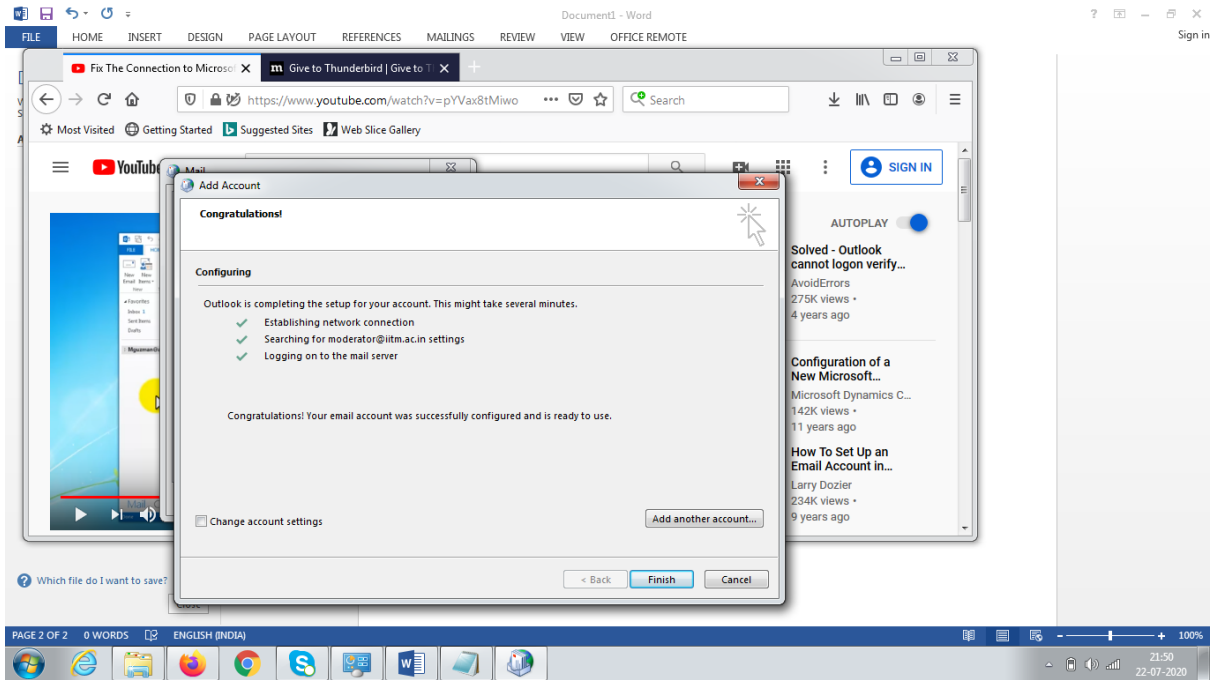 Document1 - Word
FILE HOME INSERT DESIGN PAGE LAYOUT REFERENCES MAILINGS REVIEW VIEW OFFICE REMOTE Sign in
Fix The Connection to Microsof Give to Thunderbird | Give to T
https://www.youtube.com/watch?v=pYVax8tMiwo Search
Most Visited Getting Started Suggested Sites Web Slice Gallery
YouTube SIGN IN
Mail
Add Account
Congratulations!
AUTOPLAY
Solved - Outlook
cannot logon verify...
AvoidErrors
275K views •
4 years ago
Configuring
Outlook is completing the setup for your account. This might take several minutes.
Establishing network connection
Searching for moderator@iitm.ac.in settings
Logging on to the mail server
Congratulations! Your email account was successfully configured and is ready to use.
Configuration of a
New Microsoft...
Microsoft Dynamics C...
142K views •
11 years ago
How To Set Up an
Email Account in...
Larry Dozier
234K views •
9 years ago
Change account settings Add another account...
< Back Finish Cancel
Which file do I want to save?
Close
PAGE 2 OF 2 0 WORDS ENGLISH (INDIA) 100%
21:50
22-07-2020